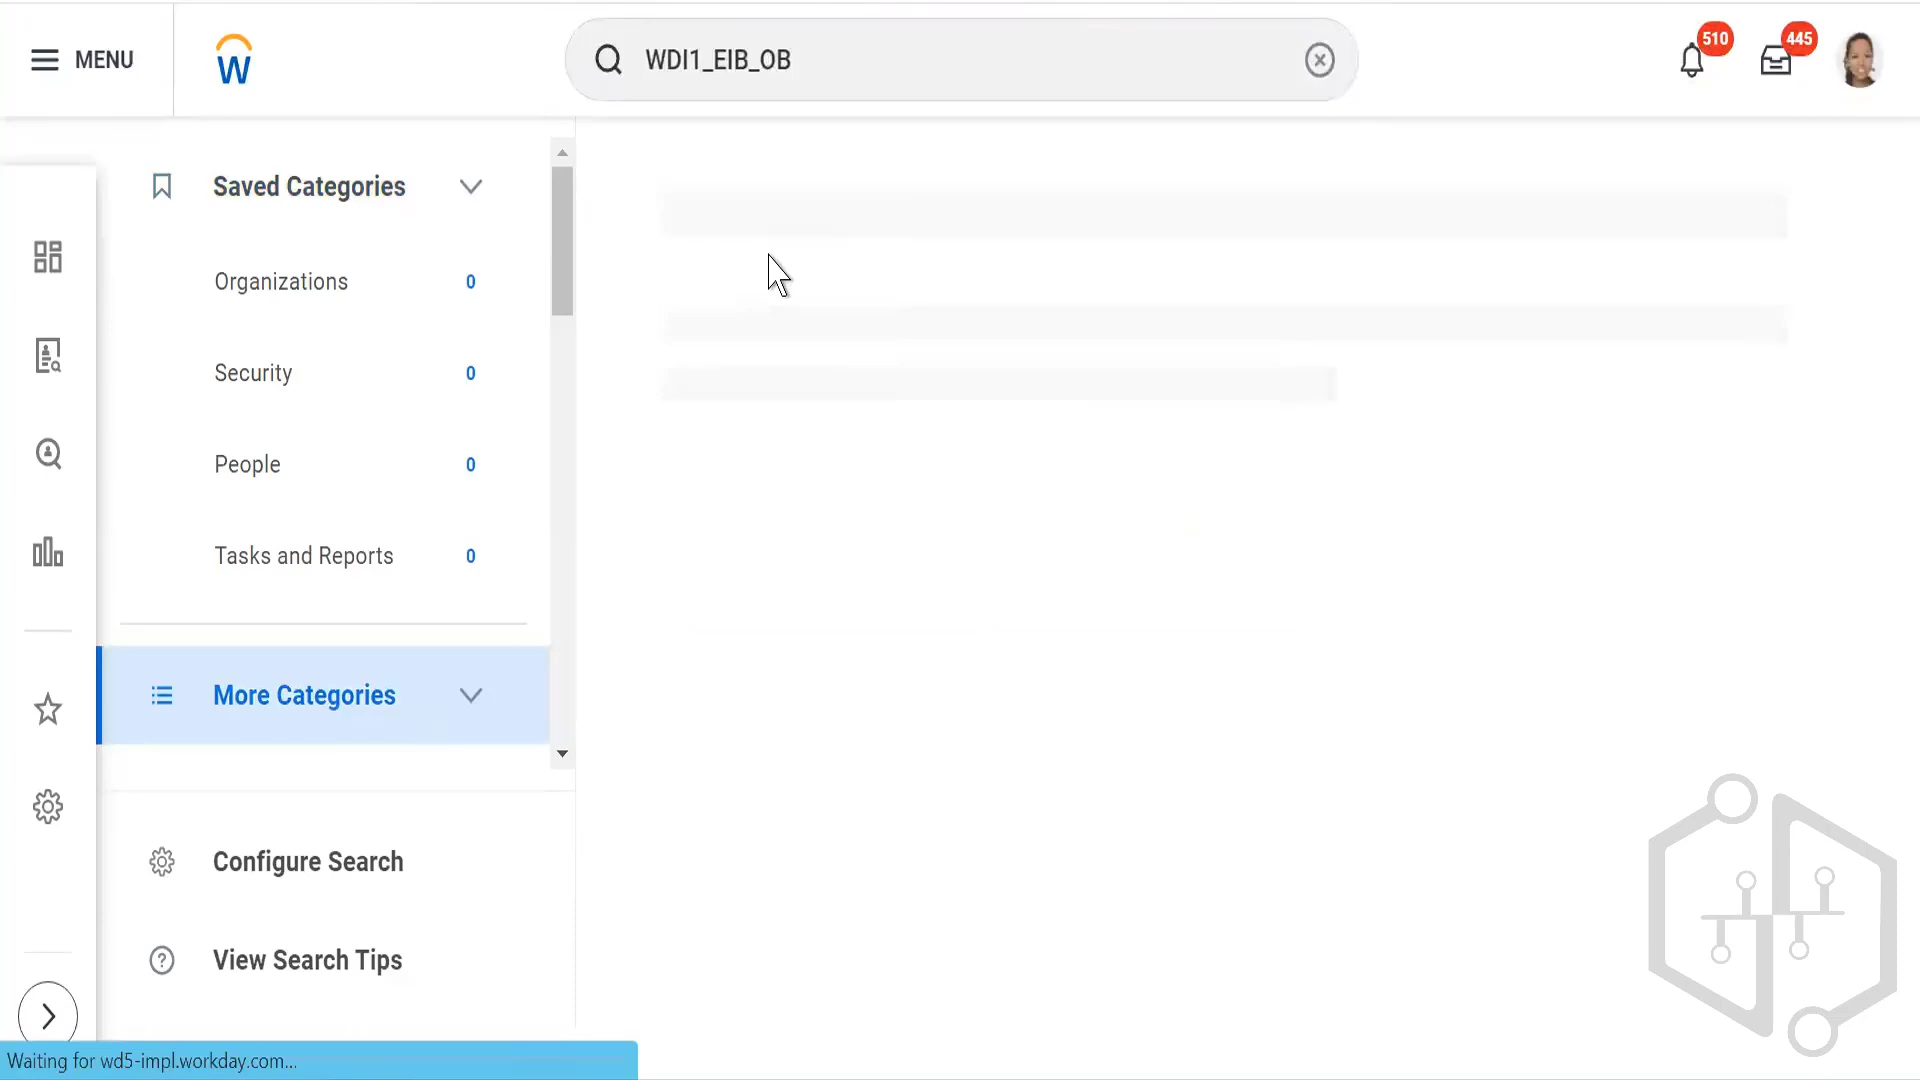 MENU
W
WDI1_EIB_OB
510
445
Saved Categories
Organizations 0
Security 0
People 0
Tasks and Reports 0
More Categories
Configure Search
View Search Tips
Waiting for wd5-impl.workday.com...